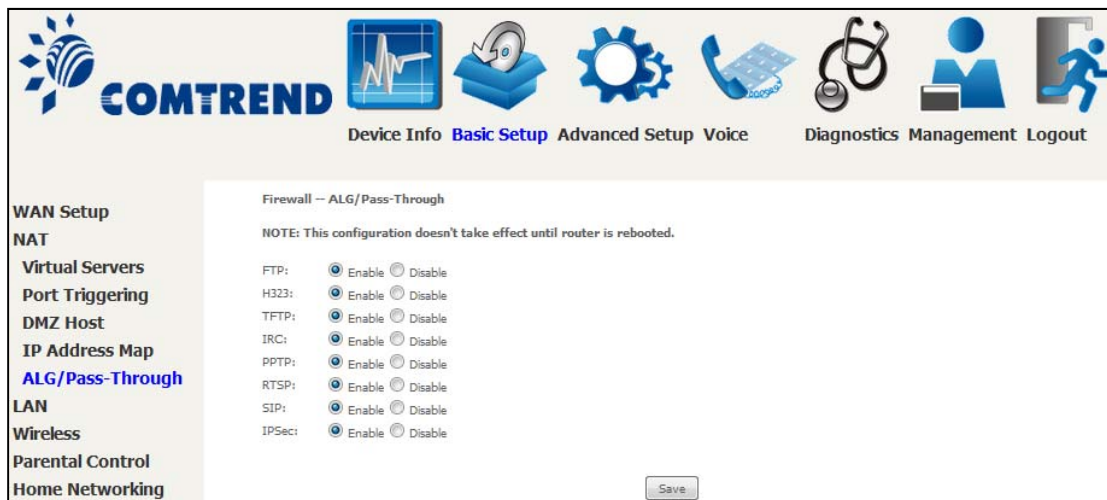 COMTREND
Device Info Basic Setup Advanced Setup Voice Diagnostics Management Logout
WAN Setup
NAT
Virtual Servers
Port Triggering
DMZ Host
IP Address Map
ALG/Pass-Through
LAN
Wireless
Parental Control
Home Networking
Firewall -- ALG/Pass-Through
NOTE: This configuration doesn't take effect until router is rebooted.
FTP: Enable Disable
H323: Enable Disable
TFTP: Enable Disable
IRC: Enable Disable
PPTP: Enable Disable
RTSP: Enable Disable
SIP: Enable Disable
IPSec: Enable Disable
Save